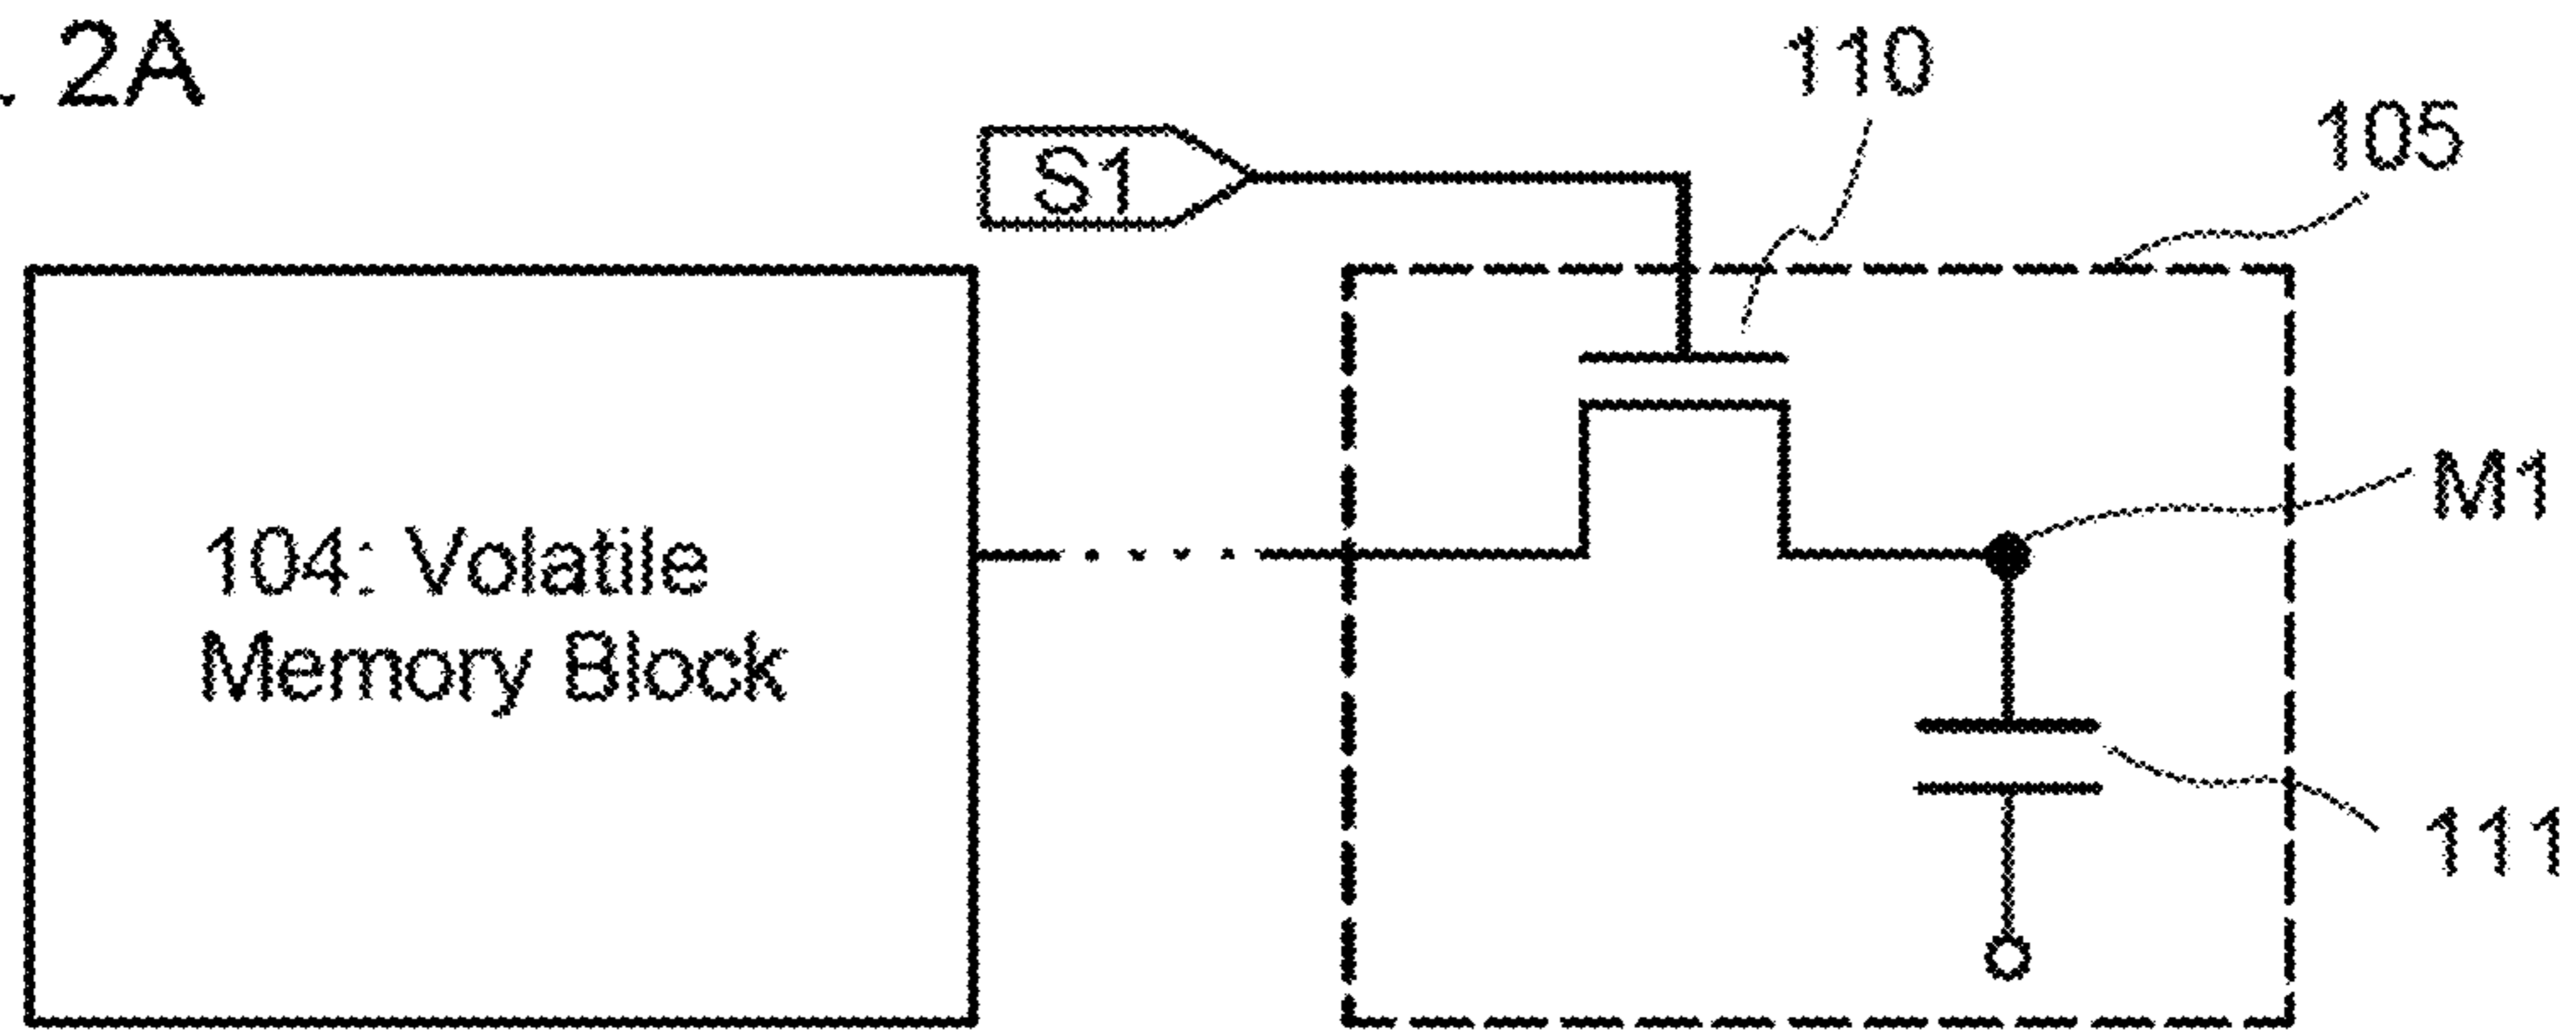 . 2A
110
105
S1
M1
104: Volatile
Memory Block
111